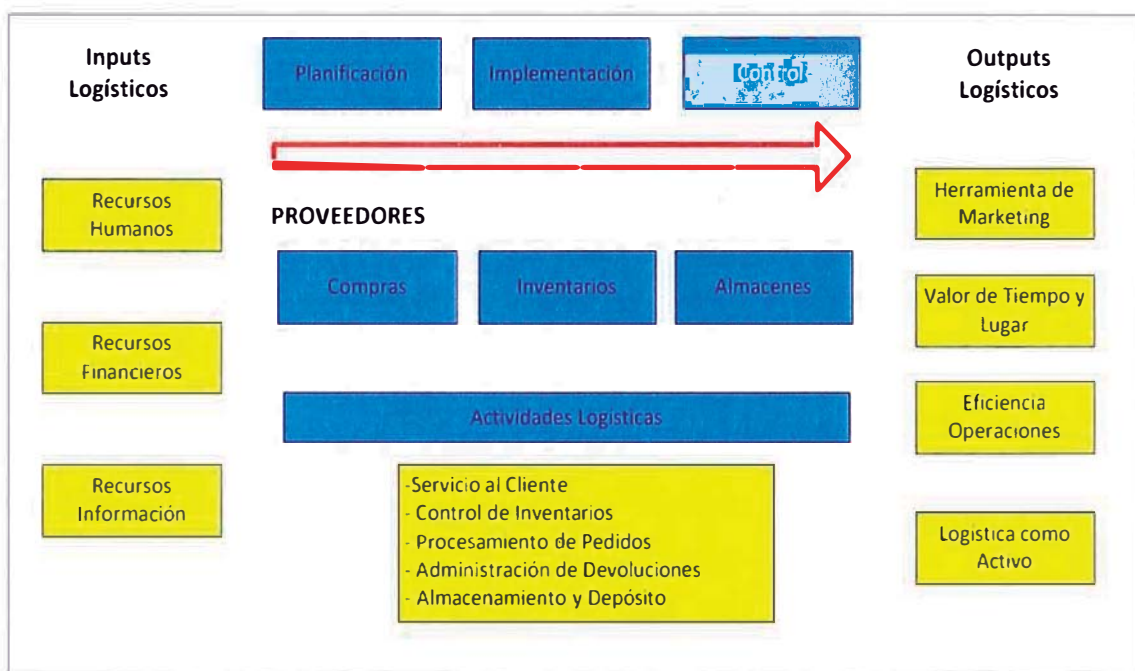 Inputs
Logísticos
Planificación
Implementación
Control
Outputs
Logísticos
Recursos
Humanos
Recursos
Financieros
Recursos
Información
PROVEEDORES
Compras
Inventarios
Almacenes
Actividades Logísticas
-Servicio al Cliente
- Control de Inventarios
- Procesamiento de Pedidos
- Administración de Devoluciones
- Almacenamiento y Depósito
Herramienta de
Marketing
Valor de Tiempo y
Lugar
Eficiencia
Operaciones
Logística como
Activo